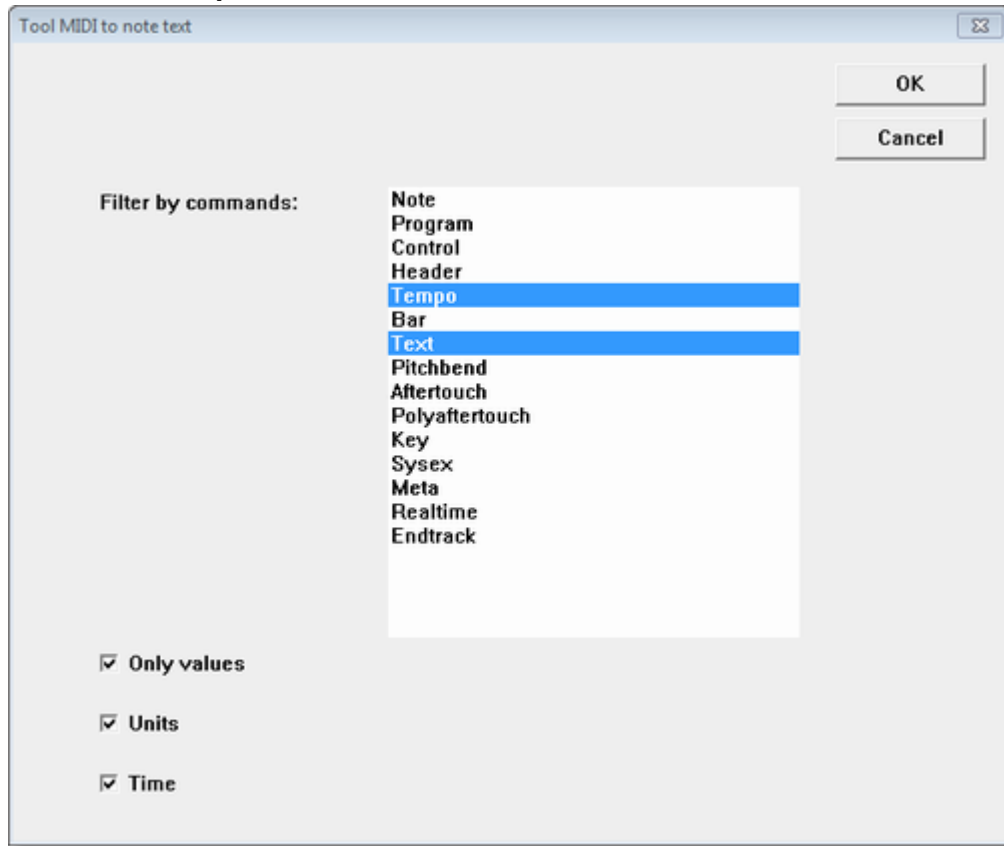 Tool MIDI to note text
OK
Cancel
Filter by commands:
Note
Program
Control
Header
Tempo
Bar
Text
Pitchbend
Aftertouch
Polyaftertouch
Key
Sysex
Meta
Realtime
Endtrack
Only values
Units
Time